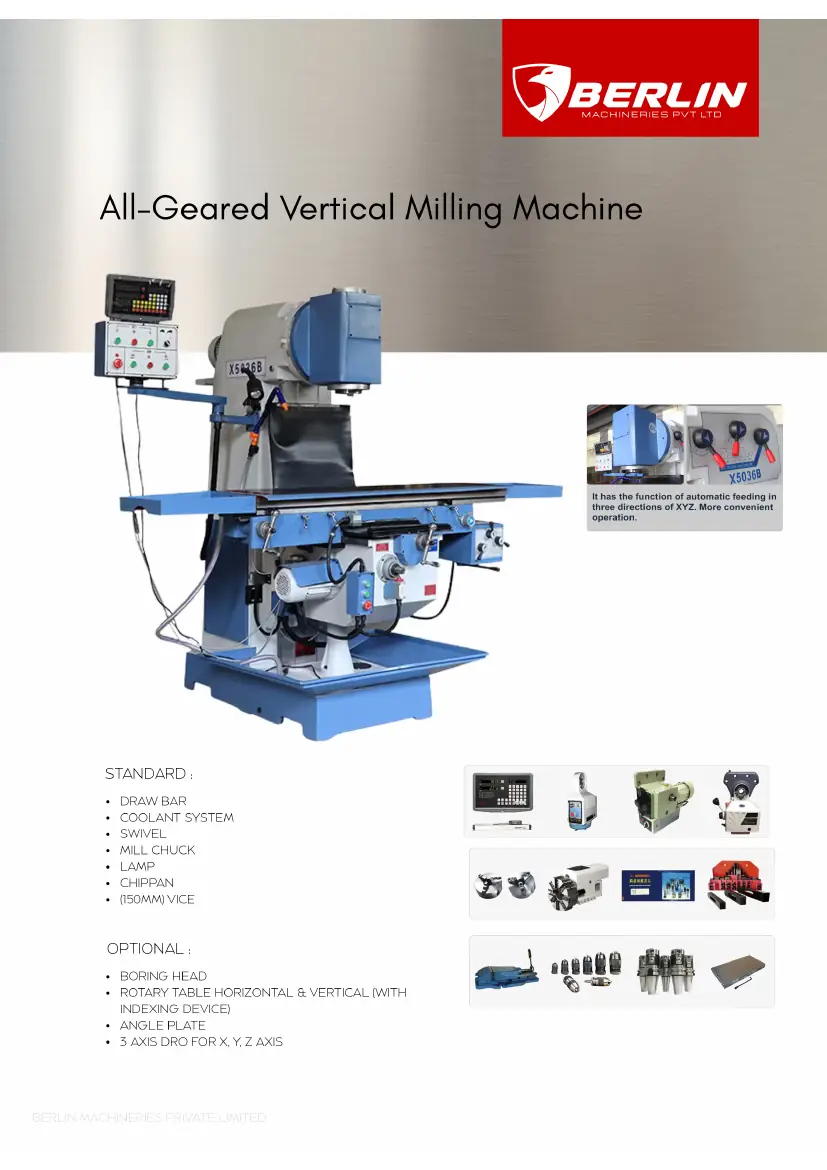 BERLIN
MACHINERIES PVT LTD
All-Geared Vertical Milling Machine
X5036B
X5036B
It has the function of automatic feeding in
three directions of XYZ. More convenient
operation.
STANDARD :
• DRAW BAR
• COOLANT SYSTEM
• SWIVEL
• MILL CHUCK
• LAMP
• CHIPPAN
• (150MM) VICE
OPTIONAL :
• BORING HEAD
• ROTARY TABLE HORIZONTAL & VERTICAL (WITH
INDEXING DEVICE)
• ANGLE PLATE
• 3 AXIS DRO FOR X, Y, Z AXIS
BERLIN MACHINERIES PRIVATE LIMITED